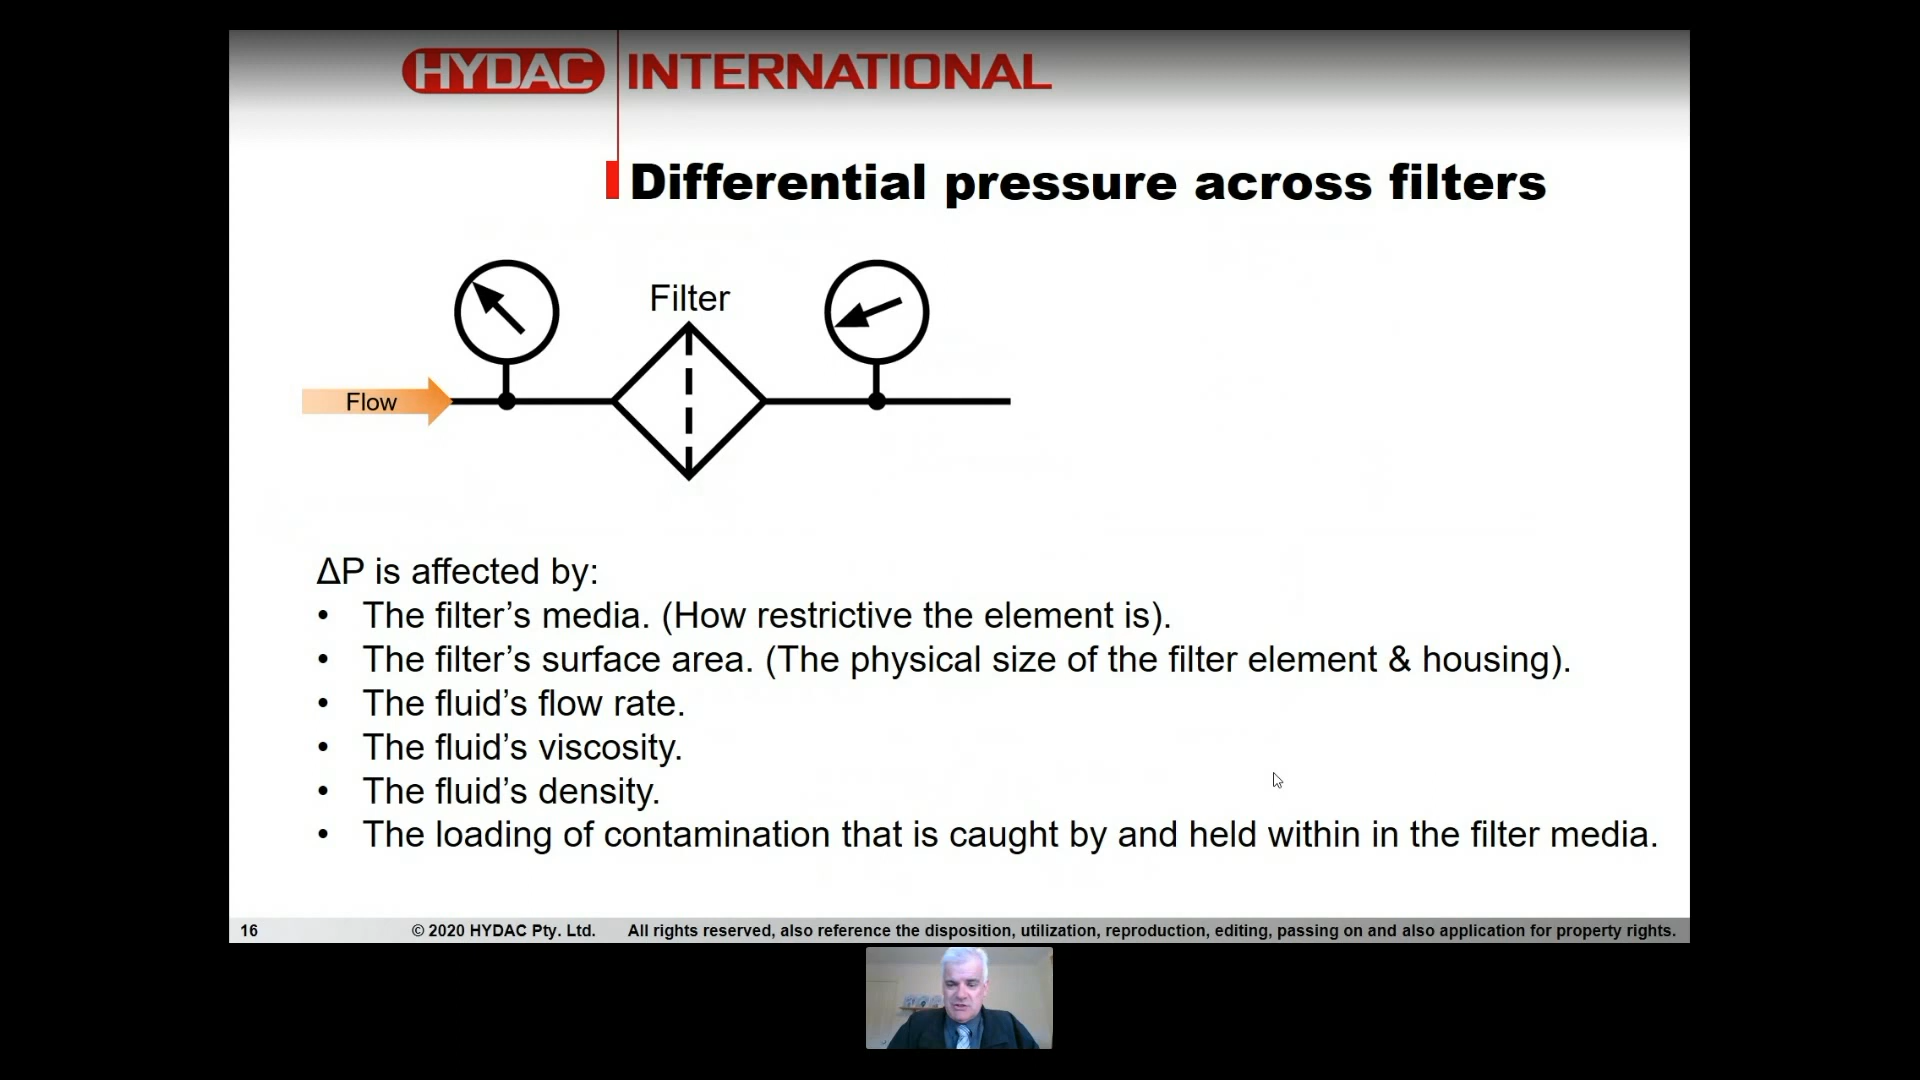 HYDAC INTERNATIONAL
Differential pressure across filters
Filter
Flow
ΔP is affected by:
• The filter’s media. (How restrictive the element is).
• The filter’s surface area. (The physical size of the filter element & housing).
• The fluid’s flow rate.
• The fluid’s viscosity.
• The fluid’s density.
• The loading of contamination that is caught by and held within in the filter media.
16 © 2020 HYDAC Pty. Ltd. All rights reserved, also reference the disposition, utilization, reproduction, editing, passing on and also application for property rights.